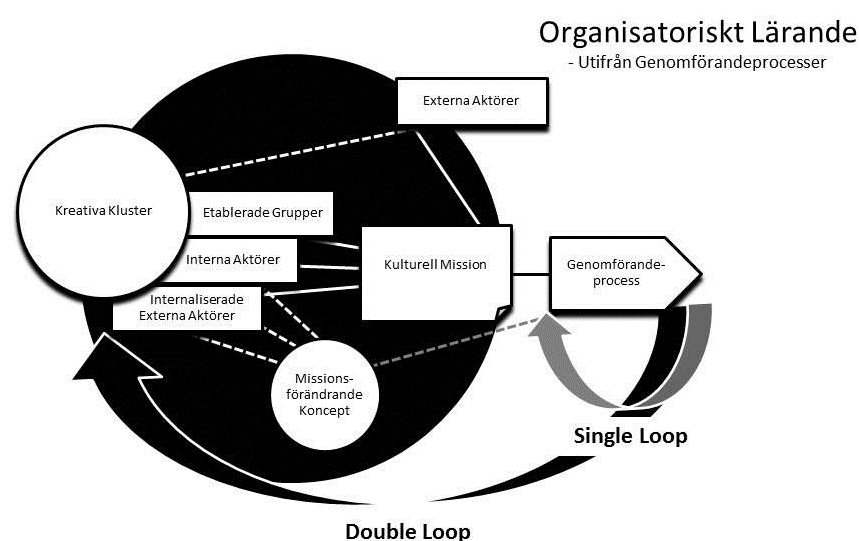 Organisatoriskt Lärande
- Utifrån Genomförandeprocesser
Externa Aktörer
Kreativa Kluster
Etablerade Grupper
Interna Aktörer
Internaliserade
Externa Aktörer
Kulturell Mission
Genomförande-
process
Missions-
förändrande
Koncept
Single Loop
Double Loop